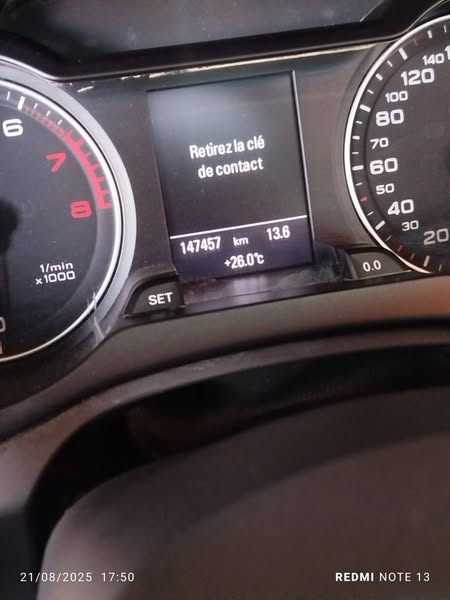 6
7
8
1/min
x1000
0
SET
Retirez la clé
de contact
147457 km 13.6
+26.0°c
0.0
140
120
100
80
70
60
50
40
30
20
21/08/2025 17:50
REDMI NOTE 13